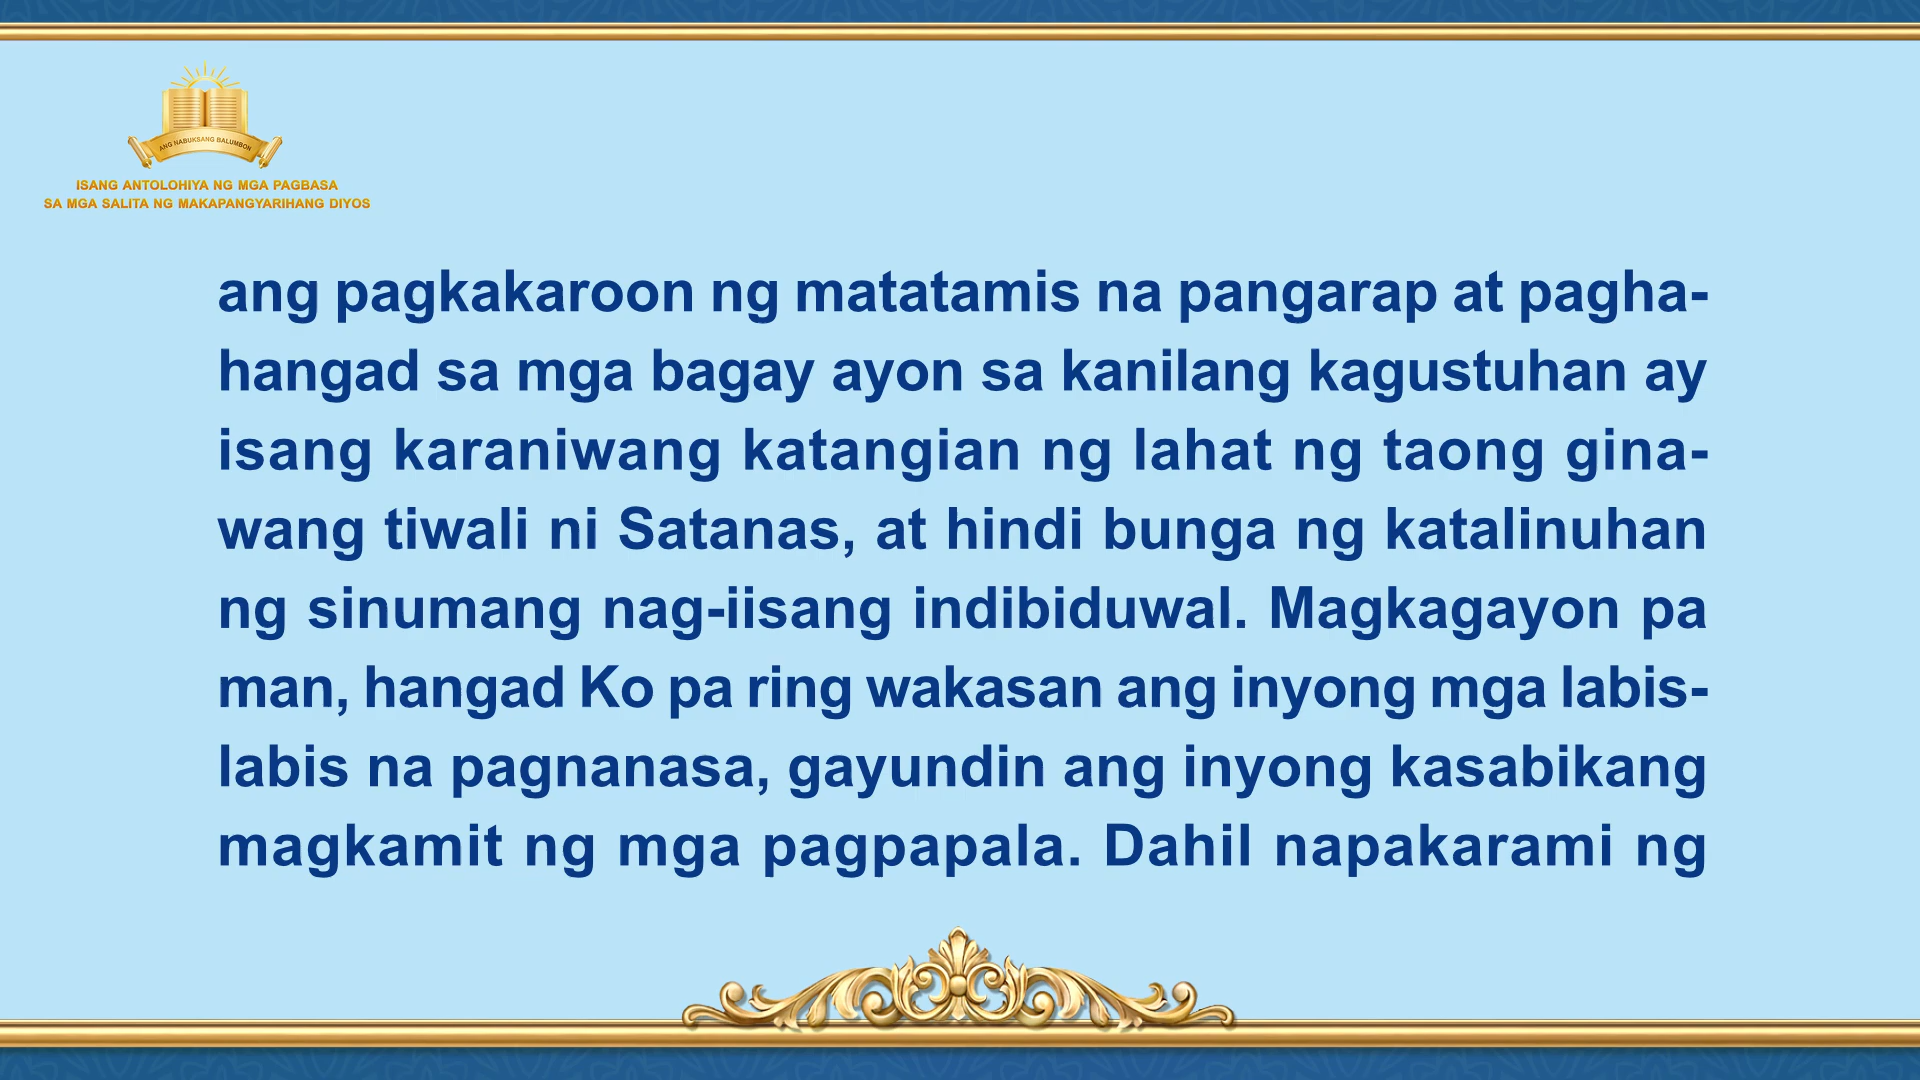 ANG NABUKSANG BALUMBON
ISANG ANTOLOHIYA NG MGA PAGBASA
SA MGA SALITA NG MAKAPANGYARIHANG DIYOS
ang pagkakaroon ng matatamis na pangarap at pagha-
hangad sa mga bagay ayon sa kanilang kagustuhan ay
isang karaniwang katangian ng lahat ng taong gina-
wang tiwali ni Satanas, at hindi bunga ng katalinuhan
ng sinumang nag-iisang indibiduwal. Magkagayon pa
man, hangad Ko pa ring wakasan ang inyong mga labis-
labis na pagnanasa, gayundin ang inyong kasabikang
magkamit ng mga pagpapala. Dahil napakarami ng